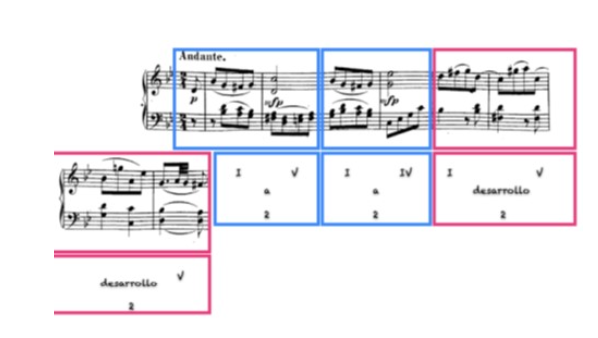 Andante.
p
sfp
sfp
I V
a
2
I IV
a
2
I V
desarrollo
2
desarrollo V
2